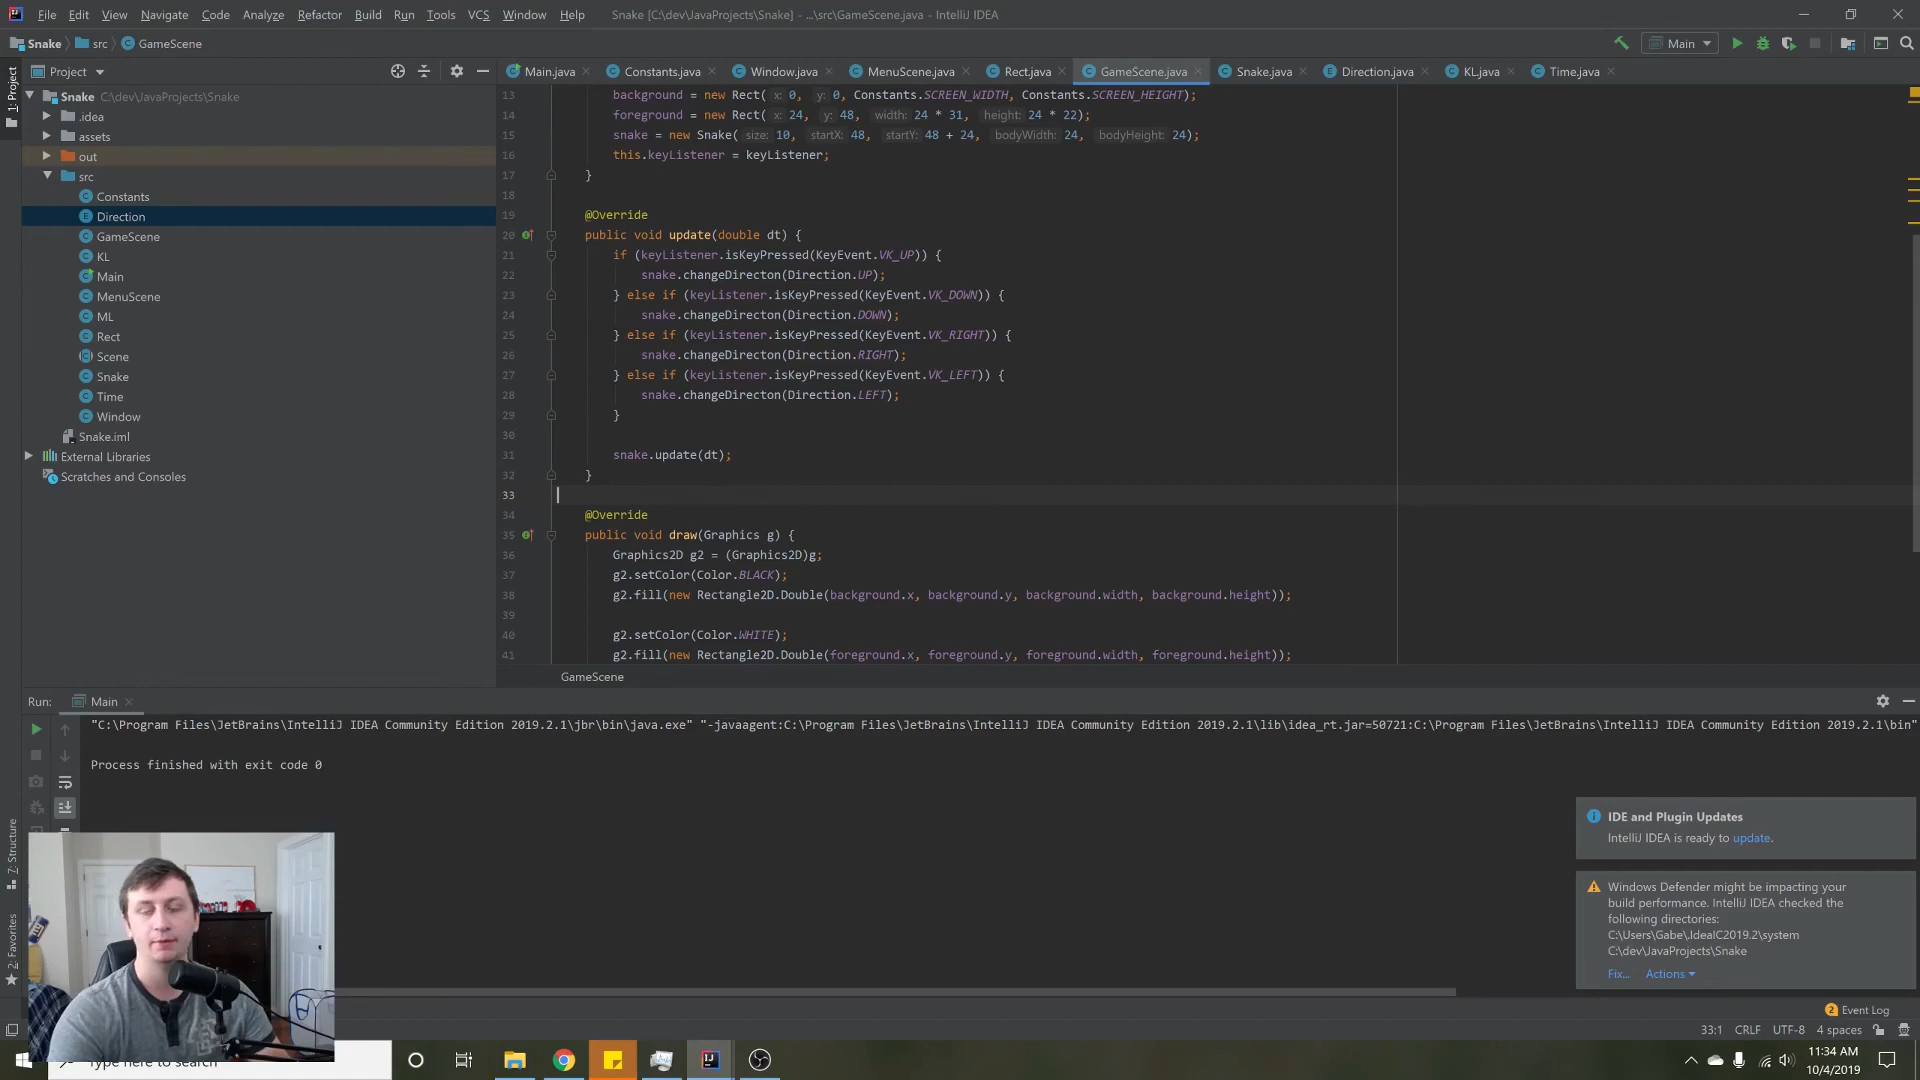 File Edit View Navigate Code Analyze Refactor Build Run Tools VCS Window Help Snake [C:\dev\JavaProjects\Snake] - ...\src\GameScene.java - IntelliJ IDEA
Snake src GameScene Main
1: Project
Project
Main.java Constants.java Window.java MenuScene.java Rect.java GameScene.java Snake.java Direction.java KL.java Time.java
Snake C:\dev\JavaProjects\Snake
.idea
assets
out
src
Constants
Direction
GameScene
KL
Main
MenuScene
ML
Rect
Scene
Snake
Time
Window
Snake.iml
External Libraries
Scratches and Consoles
13 background = new Rect( x: 0, y: 0, Constants.SCREEN_WIDTH, Constants.SCREEN_HEIGHT);
14 foreground = new Rect( x: 24, y: 48, width: 24 * 31, height: 24 * 22);
15 snake = new Snake( size: 10, startX: 48, startY: 48 + 24, bodyWidth: 24, bodyHeight: 24);
16 this.keyListener = keyListener;
17 }
18
19 @Override
20 public void update(double dt) {
21 if (keyListener.isKeyPressed(KeyEvent.VK_UP)) {
22 snake.changeDirecton(Direction.UP);
23 } else if (keyListener.isKeyPressed(KeyEvent.VK_DOWN)) {
24 snake.changeDirecton(Direction.DOWN);
25 } else if (keyListener.isKeyPressed(KeyEvent.VK_RIGHT)) {
26 snake.changeDirecton(Direction.RIGHT);
27 } else if (keyListener.isKeyPressed(KeyEvent.VK_LEFT)) {
28 snake.changeDirecton(Direction.LEFT);
29 }
30
31 snake.update(dt);
32 }
33
34 @Override
35 public void draw(Graphics g) {
36 Graphics2D g2 = (Graphics2D)g;
37 g2.setColor(Color.BLACK);
38 g2.fill(new Rectangle2D.Double(background.x, background.y, background.width, background.height));
39
40 g2.setColor(Color.WHITE);
41 g2.fill(new Rectangle2D.Double(foreground.x, foreground.y, foreground.width, foreground.height));
GameScene
Run: Main
"C:\Program Files\JetBrains\IntelliJ IDEA Community Edition 2019.2.1\jbr\bin\java.exe" "-javaagent:C:\Program Files\JetBrains\IntelliJ IDEA Community Edition 2019.2.1\lib\idea_rt.jar=50721:C:\Program Files\JetBrains\IntelliJ IDEA Community Edition 2019.2.1\bin"
Process finished with exit code 0
7: Structure
2: Favorites
IDE and Plugin Updates
IntelliJ IDEA is ready to update.
Windows Defender might be impacting your
build performance. IntelliJ IDEA checked the
following directories:
C:\Users\Gabe\.IdeaIC2019.2\system
C:\dev\JavaProjects\Snake
Fix... Actions
2 Event Log
33:1 CRLF UTF-8 4 spaces
Type here to search
11:34 AM
10/4/2019